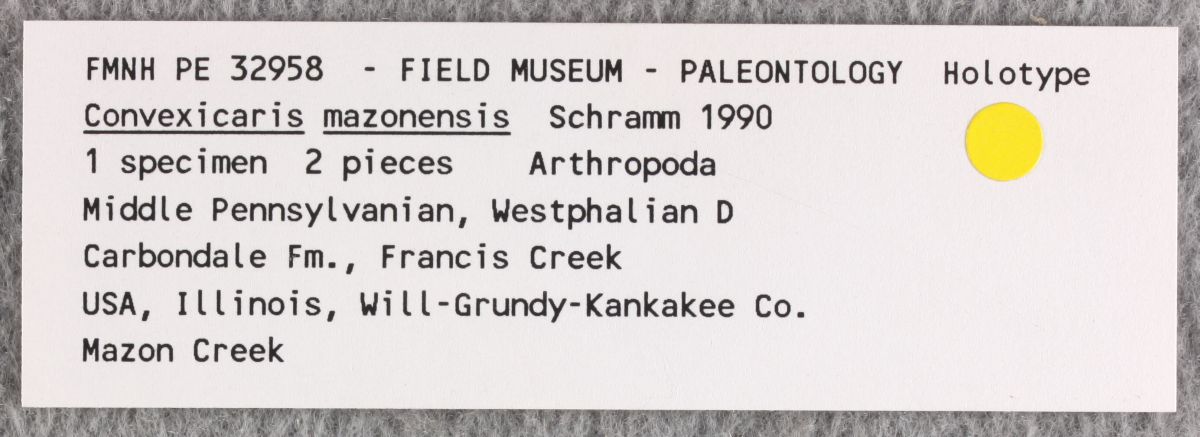 FMNH PE 32958 - FIELD MUSEUM - PALEONTOLOGY Holotype
Convexicaris mazonensis Schramm 1990
1 specimen 2 pieces Arthropoda
Middle Pennsylvanian, Westphalian D
Carbondale Fm., Francis Creek
USA, Illinois, Will-Grundy-Kankakee Co.
Mazon Creek